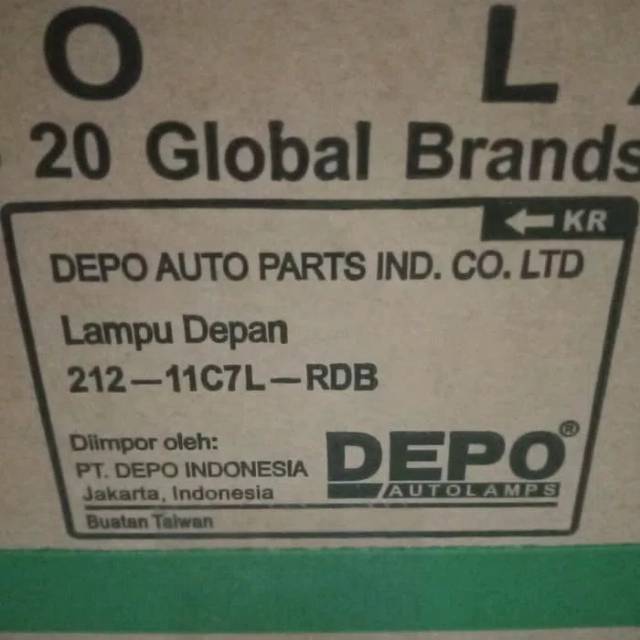 O L
20 Global Brands
← KR
DEPO AUTO PARTS IND. CO. LTD
Lampu Depan
212-11C7L-RDB
Diimpor oleh:
PT. DEPO INDONESIA
Jakarta, Indonesia
DEPO®
AUTOLAMPS
Buatan Taiwan